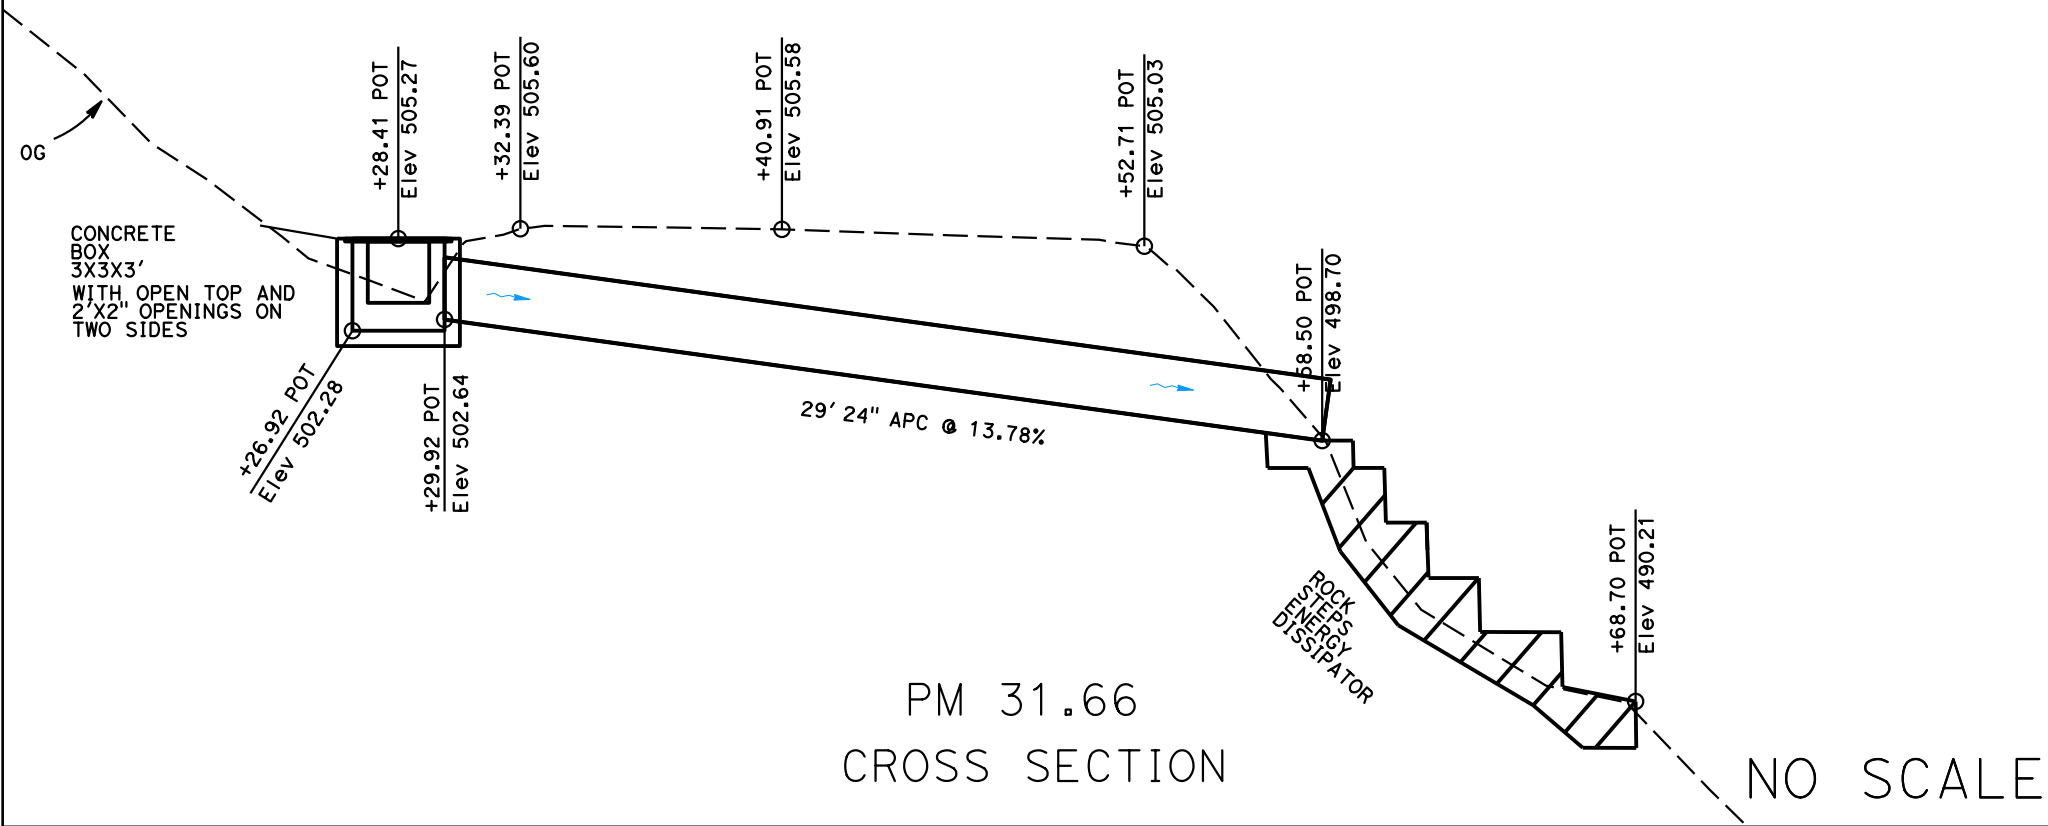 +28.41 POT
Elev 505.27
+32.39 POT
Elev 505.60
+40.91 POT
Elev 505.58
+52.71 POT
Elev 505.03
OG
CONCRETE
BOX
3X3X3'
WITH OPEN TOP AND
2'X2" OPENINGS ON
TWO SIDES
+58.50 POT
Elev 498.70
+26.92 POT
Elev 502.28
+29.92 POT
Elev 502.64
29' 24" APC @ 13.78%
ROCK
STEPS
ENERGY
DISSIPATOR
+68.70 POT
Elev 490.21
PM 31.66
CROSS SECTION
NO SCALE